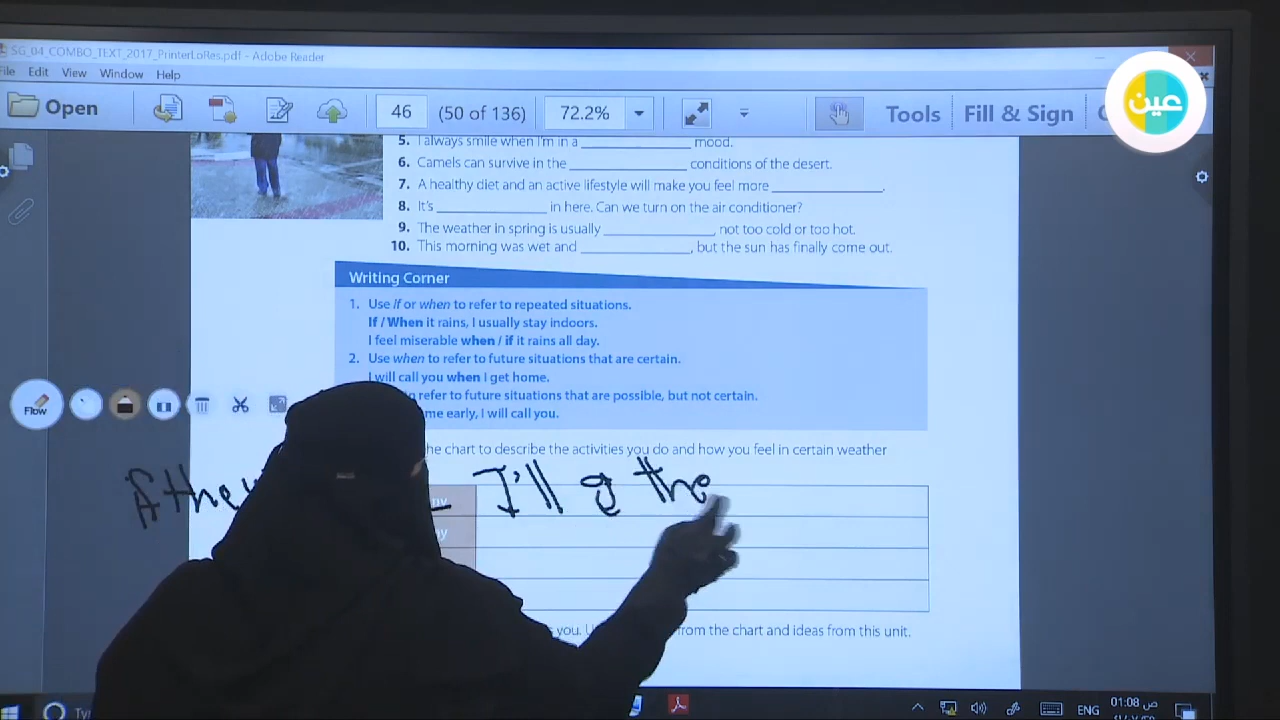 SG_04_COMBO_TEXT_2017_PrinterLoRes.pdf - Adobe Reader
File Edit View Window Help
Open 46 (50 of 136) 72.2% Tools Fill & Sign
عين
5. I always smile when I'm in a ____________ mood.
6. Camels can survive in the ____________ conditions of the desert.
7. A healthy diet and an active lifestyle will make you feel more ____________.
8. It's ____________ in here. Can we turn on the air conditioner?
9. The weather in spring is usually ____________, not too cold or too hot.
10. This morning was wet and ____________, but the sun has finally come out.
Writing Corner
1. Use if or when to refer to repeated situations.
If / When it rains, I usually stay indoors.
I feel miserable when / if it rains all day.
2. Use when to refer to future situations that are certain.
I will call you when I get home.
refer to future situations that are possible, but not certain.
me early, I will call you.
Flow
the chart to describe the activities you do and how you feel in certain weather
I'll g the
you. from the chart and ideas from this unit.
ENG 01:08 ص